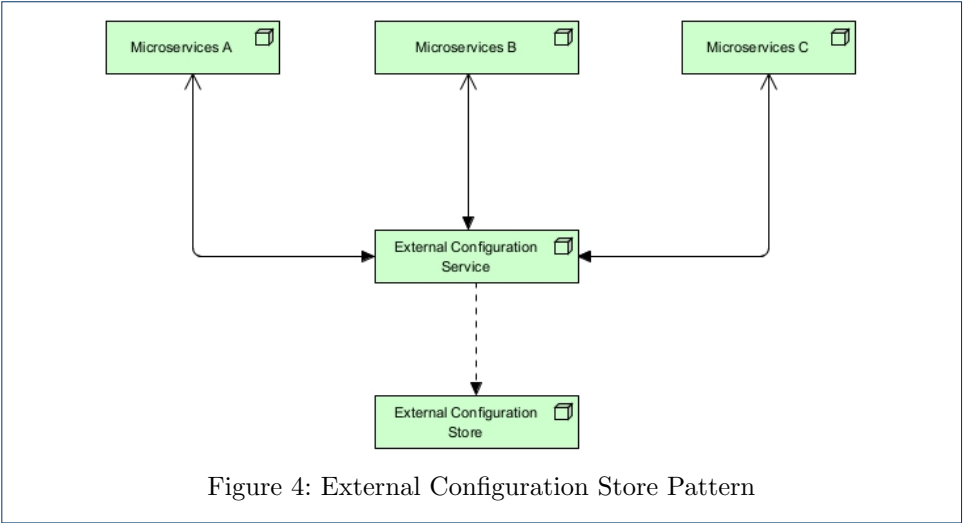 Microservices A
Microservices B
Microservices C
External Configuration
Service
External Configuration
Store
Figure 4: External Configuration Store Pattern